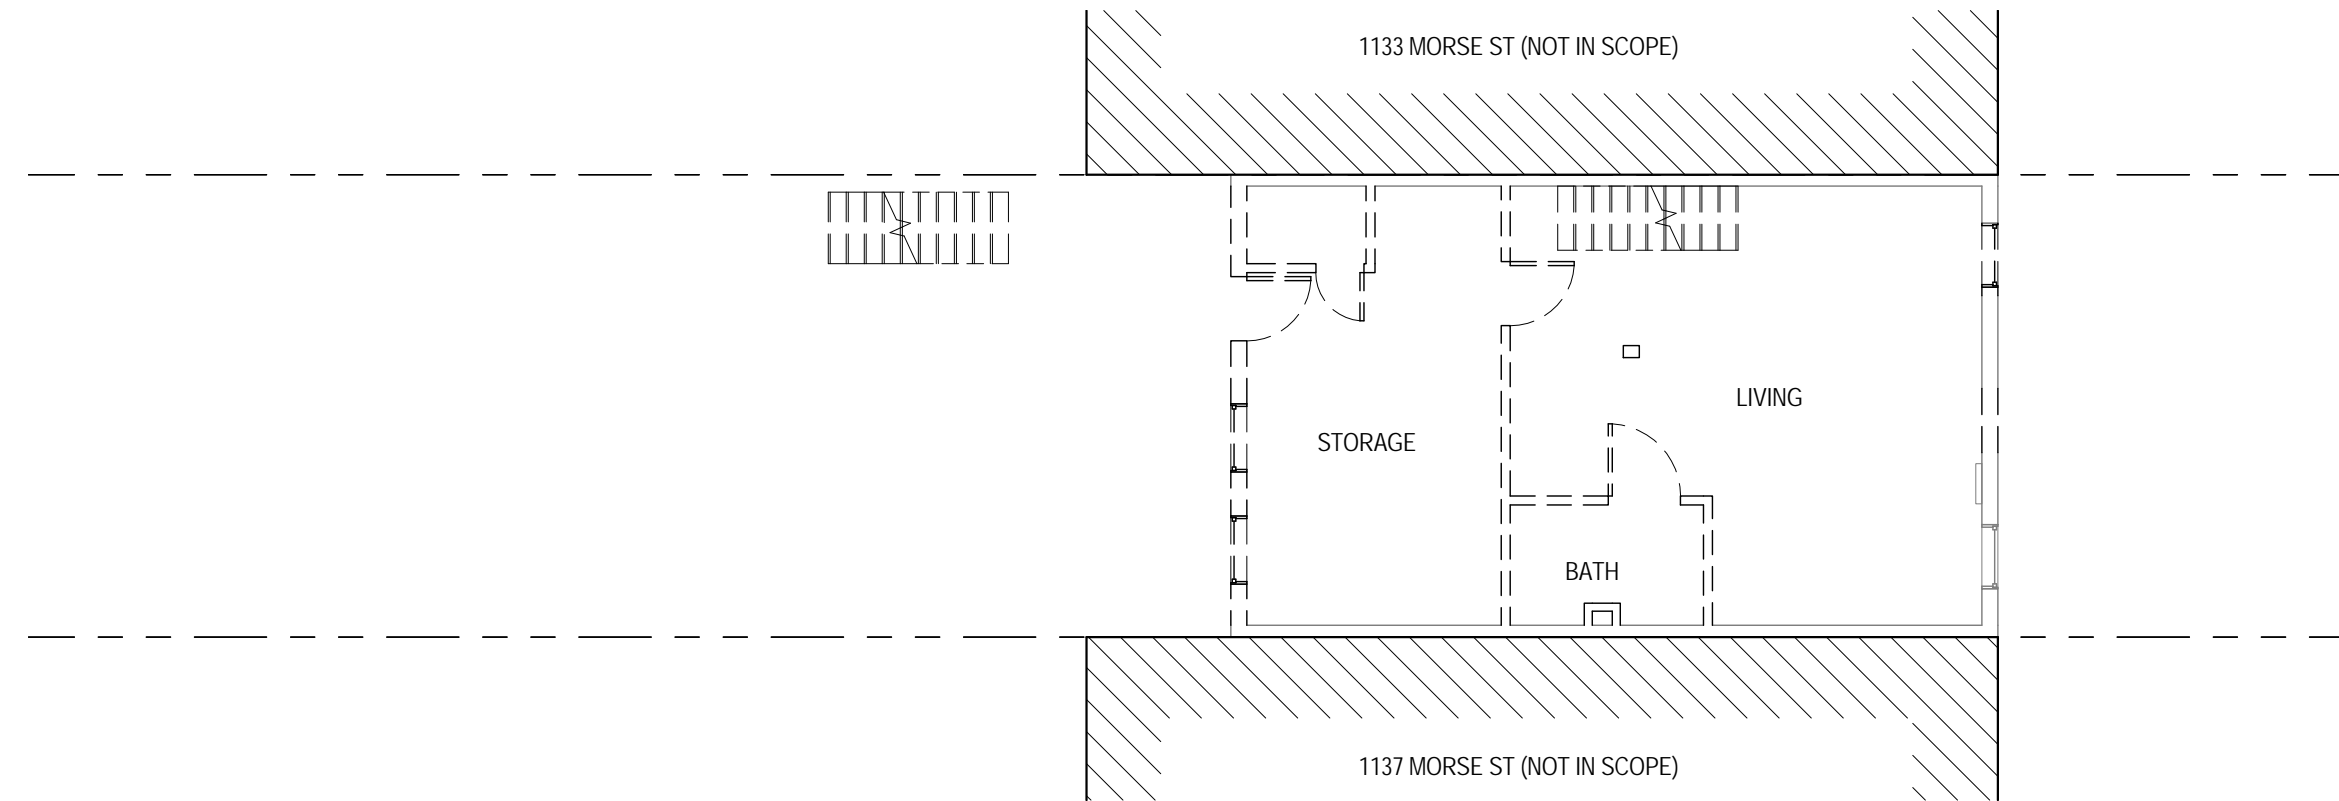 1133 MORSE ST (NOT IN SCOPE)
LIVING
STORAGE
BATH
1137 MORSE ST (NOT IN SCOPE)